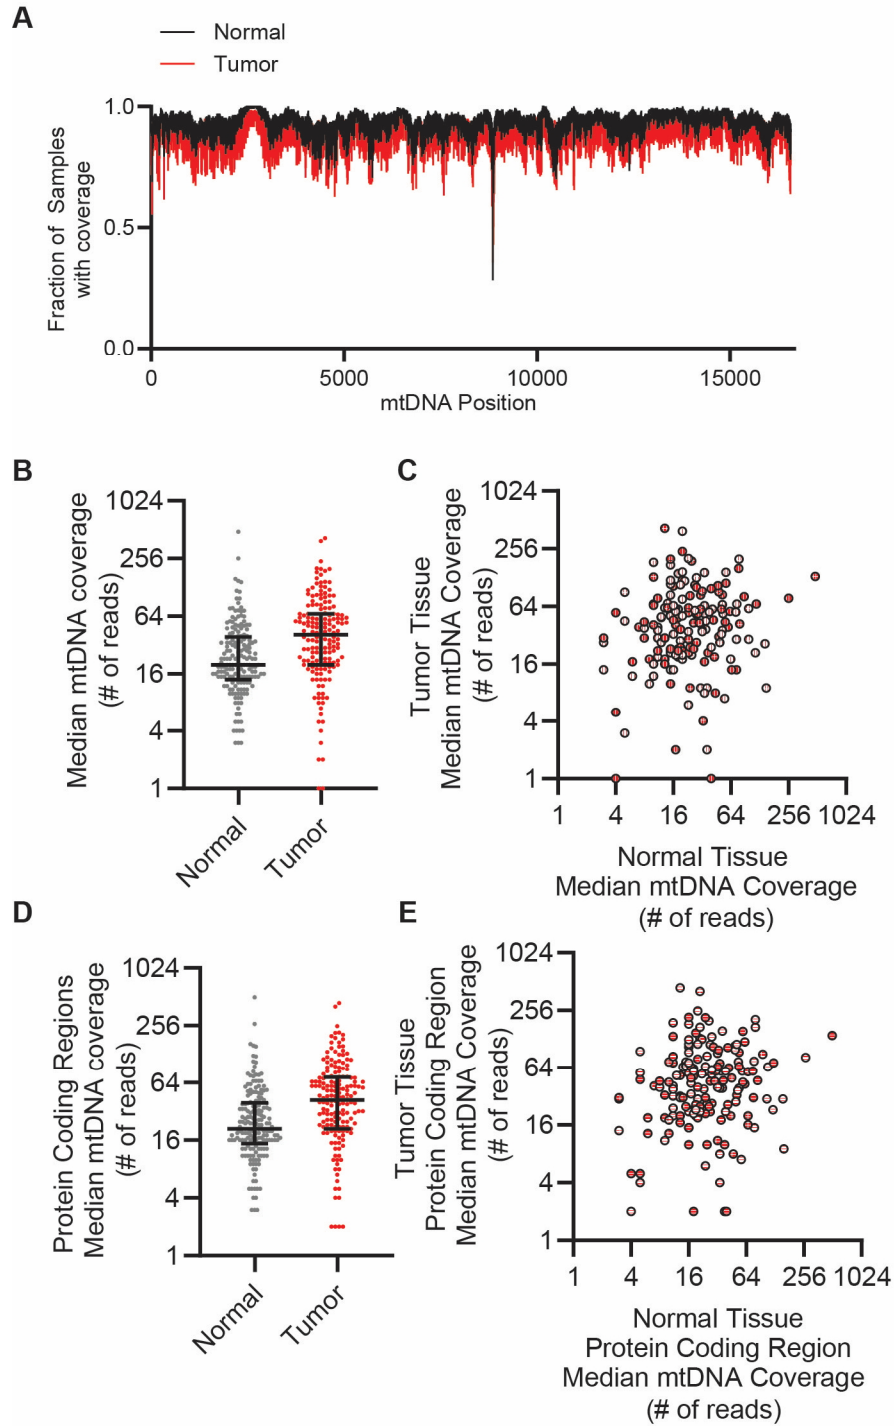 A
Normal
Tumor
Fraction of Samples
with coverage
1.0
0.5
0.0
0 5000 10000 15000
mtDNA Position
B
Median mtDNA coverage
(# of reads)
1024
256
64
16
4
1
Normal
Tumor
C
Tumor Tissue
Median mtDNA Coverage
(# of reads)
1024
256
64
16
4
1
1 4 16 64 256 1024
Normal Tissue
Median mtDNA Coverage
(# of reads)
D
Protein Coding Regions
Median mtDNA coverage
(# of reads)
1024
256
64
16
4
1
Normal
Tumor
E
Tumor Tissue
Protein Coding Region
Median mtDNA Coverage
(# of reads)
1024
256
64
16
4
1
1 4 16 64 256 1024
Normal Tissue
Protein Coding Region
Median mtDNA Coverage
(# of reads)